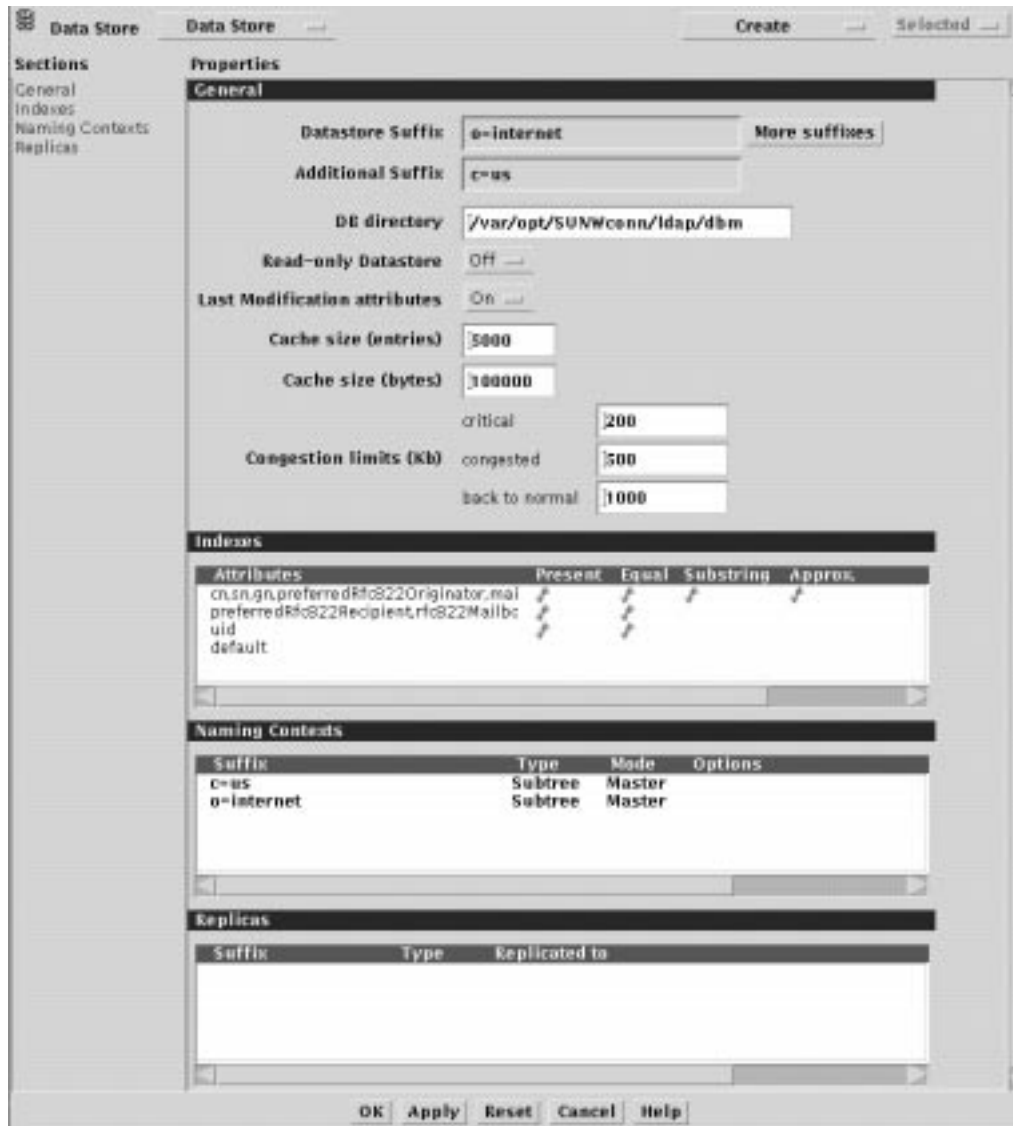 Data Store Data Store Create Selected
Sections Properties
General
Indexes
Naming Contexts
Replicas
General
Datastore Suffix o=internet More suffixes
Additional Suffix c=us
DB directory /var/opt/SUNWconn/ldap/dbm
Read-only Datastore Off
Last Modification attributes On
Cache size (entries) 5000
Cache size (bytes) 100000
critical 200
Congestion limits (Kb) congested 500
back to normal 1000
Indexes
Attributes Present Equal Substring Approx.
cn,sn,gn,preferredRfc822Originator,mai
preferredRfc822Recipient,rfc822Mailbc
uid
default
Naming Contexts
Suffix Type Mode Options
c=us Subtree Master
o=internet Subtree Master
Replicas
Suffix Type Replicated to
OK Apply Reset Cancel Help